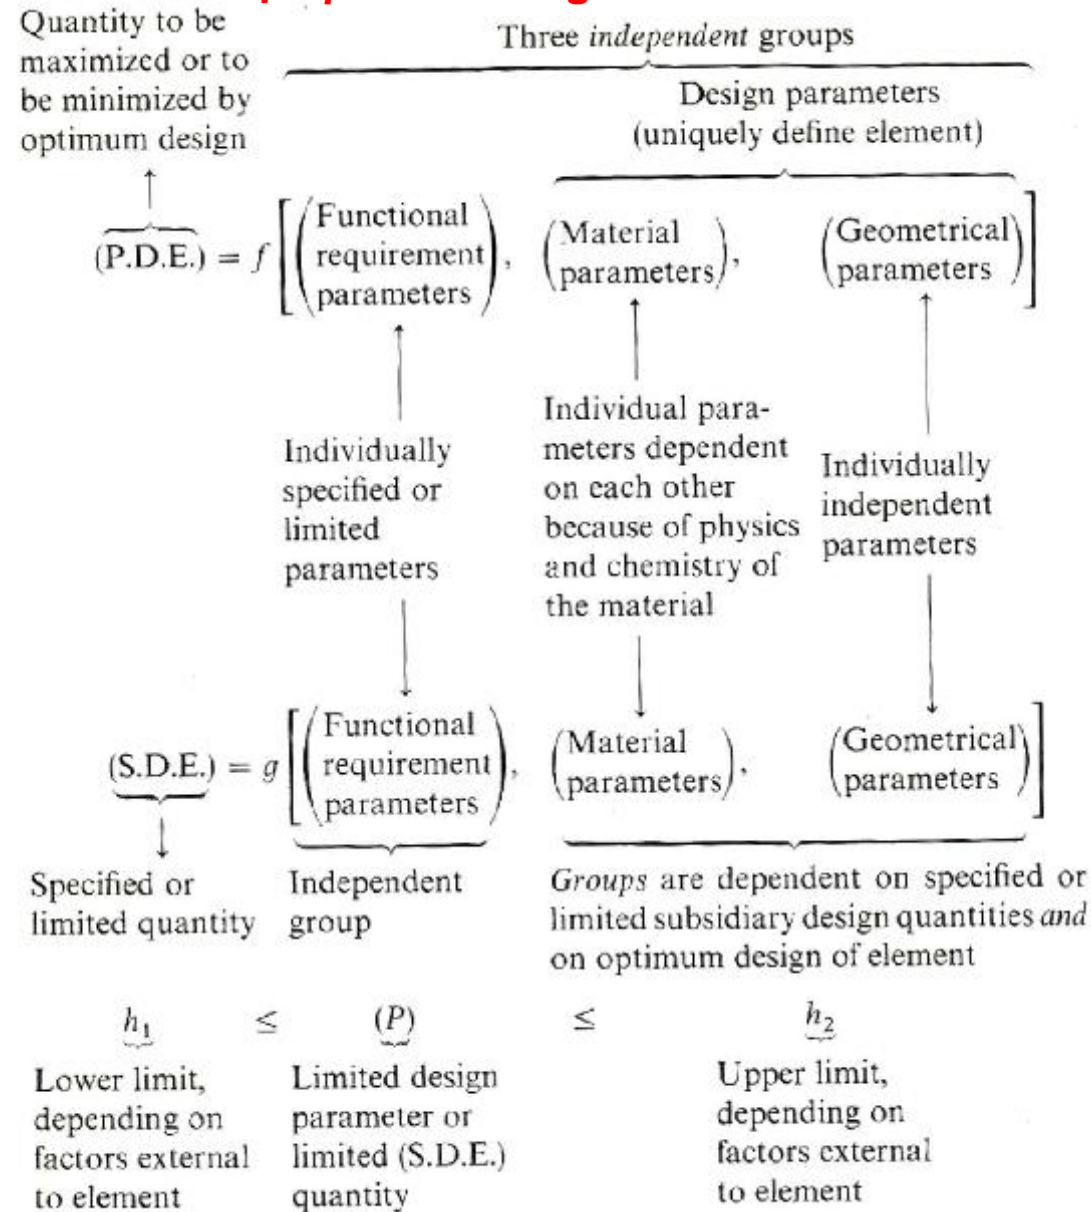 Quantity to be
maximized or to
be minimized by
optimum design
Three independent groups
Design parameters
(uniquely define element)
(P.D.E.) = f [ (Functional requirement parameters), (Material parameters), (Geometrical parameters) ]
Individually
specified or
limited
parameters
Individual para-
meters dependent
on each other
because of physics
and chemistry of
the material
Individually
independent
parameters
(S.D.E.) = g [ (Functional requirement parameters), (Material parameters), (Geometrical parameters) ]
Specified or
limited quantity
Independent
group
Groups are dependent on specified or
limited subsidiary design quantities and
on optimum design of element
h₁ ≤ (P) ≤ h₂
Lower limit,
depending on
factors external
to element
Limited design
parameter or
limited (S.D.E.)
quantity
Upper limit,
depending on
factors external
to element